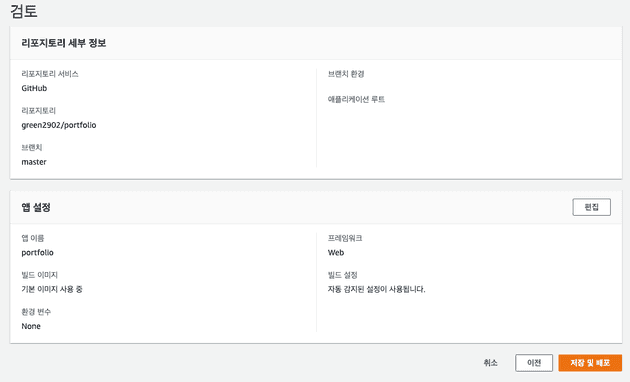 검토
리포지토리 세부 정보
리포지토리 서비스
GitHub
리포지토리
green2902/portfolio
브랜치
master
브랜치 환경
애플리케이션 루트
앱 설정
편집
앱 이름
portfolio
빌드 이미지
기본 이미지 사용 중
환경 변수
None
프레임워크
Web
빌드 설정
자동 감지된 설정이 사용됩니다.
취소
이전
저장 및 배포